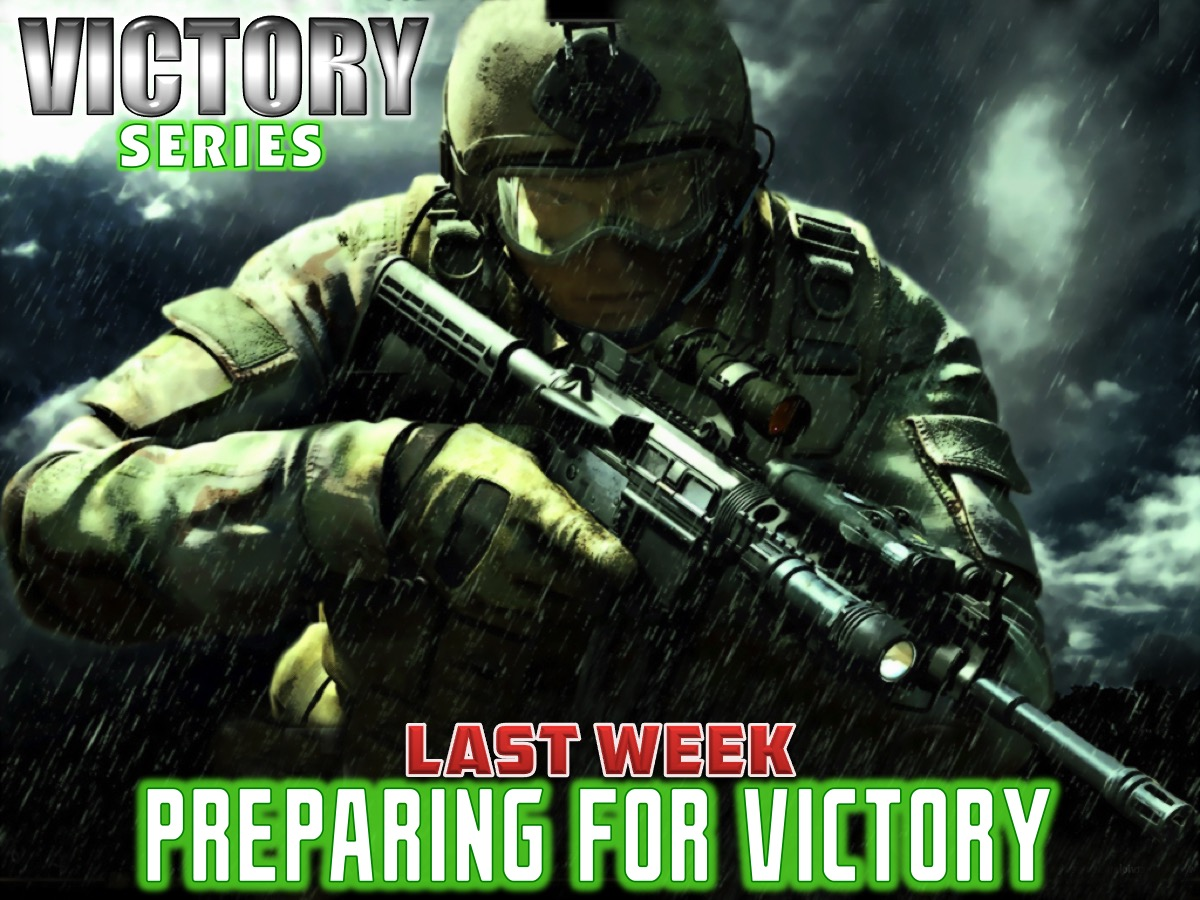 VICTORY
SERIES
LAST WEEK
PREPARING FOR VICTORY